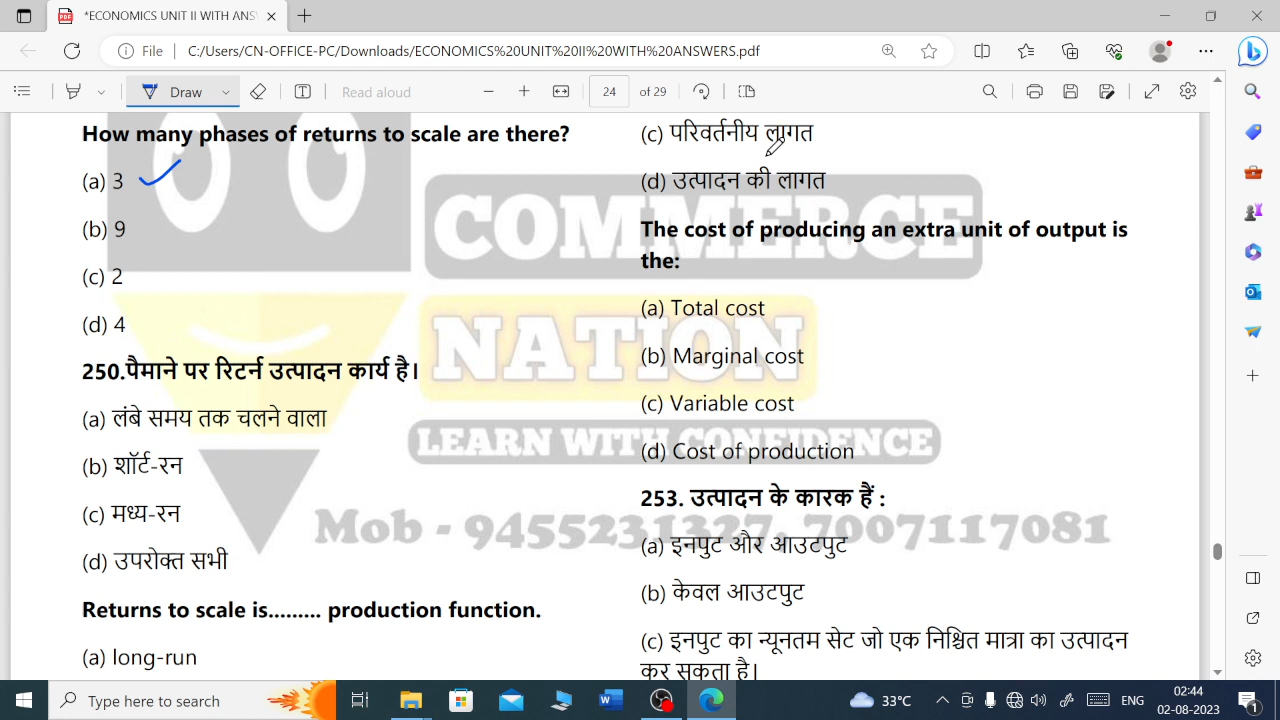 *ECONOMICS UNIT II WITH ANS
File
C:/Users/CN-OFFICE-PC/Downloads/ECONOMICS%20UNIT%20II%20WITH%20ANSWERS.pdf
Draw
Read aloud
24
of 29
How many phases of returns to scale are there?
(a) 3
(b) 9
(c) 2
(d) 4
250.पैमाने पर रिटर्न उत्पादन कार्य है।
(a) लंबे समय तक चलने वाला
(b) शॉर्ट-रन
(c) मध्य-रन
(d) उपरोक्त सभी
Returns to scale is......... production function.
(a) long-run
(c) परिवर्तनीय लागत
(d) उत्पादन की लागत
The cost of producing an extra unit of output is
the:
(a) Total cost
(b) Marginal cost
(c) Variable cost
(d) Cost of production
253. उत्पादन के कारक हैं :
(a) इनपुट और आउटपुट
(b) केवल आउटपुट
(c) इनपुट का न्यूनतम सेट जो एक निश्चित मात्रा का उत्पादन
कर सकता है।
COMMERCE
NATION
LEARN WITH CONFIDENCE
Mob - 9455231327, 7007117081
Type here to search
33°C
ENG
02:44
02-08-2023
1